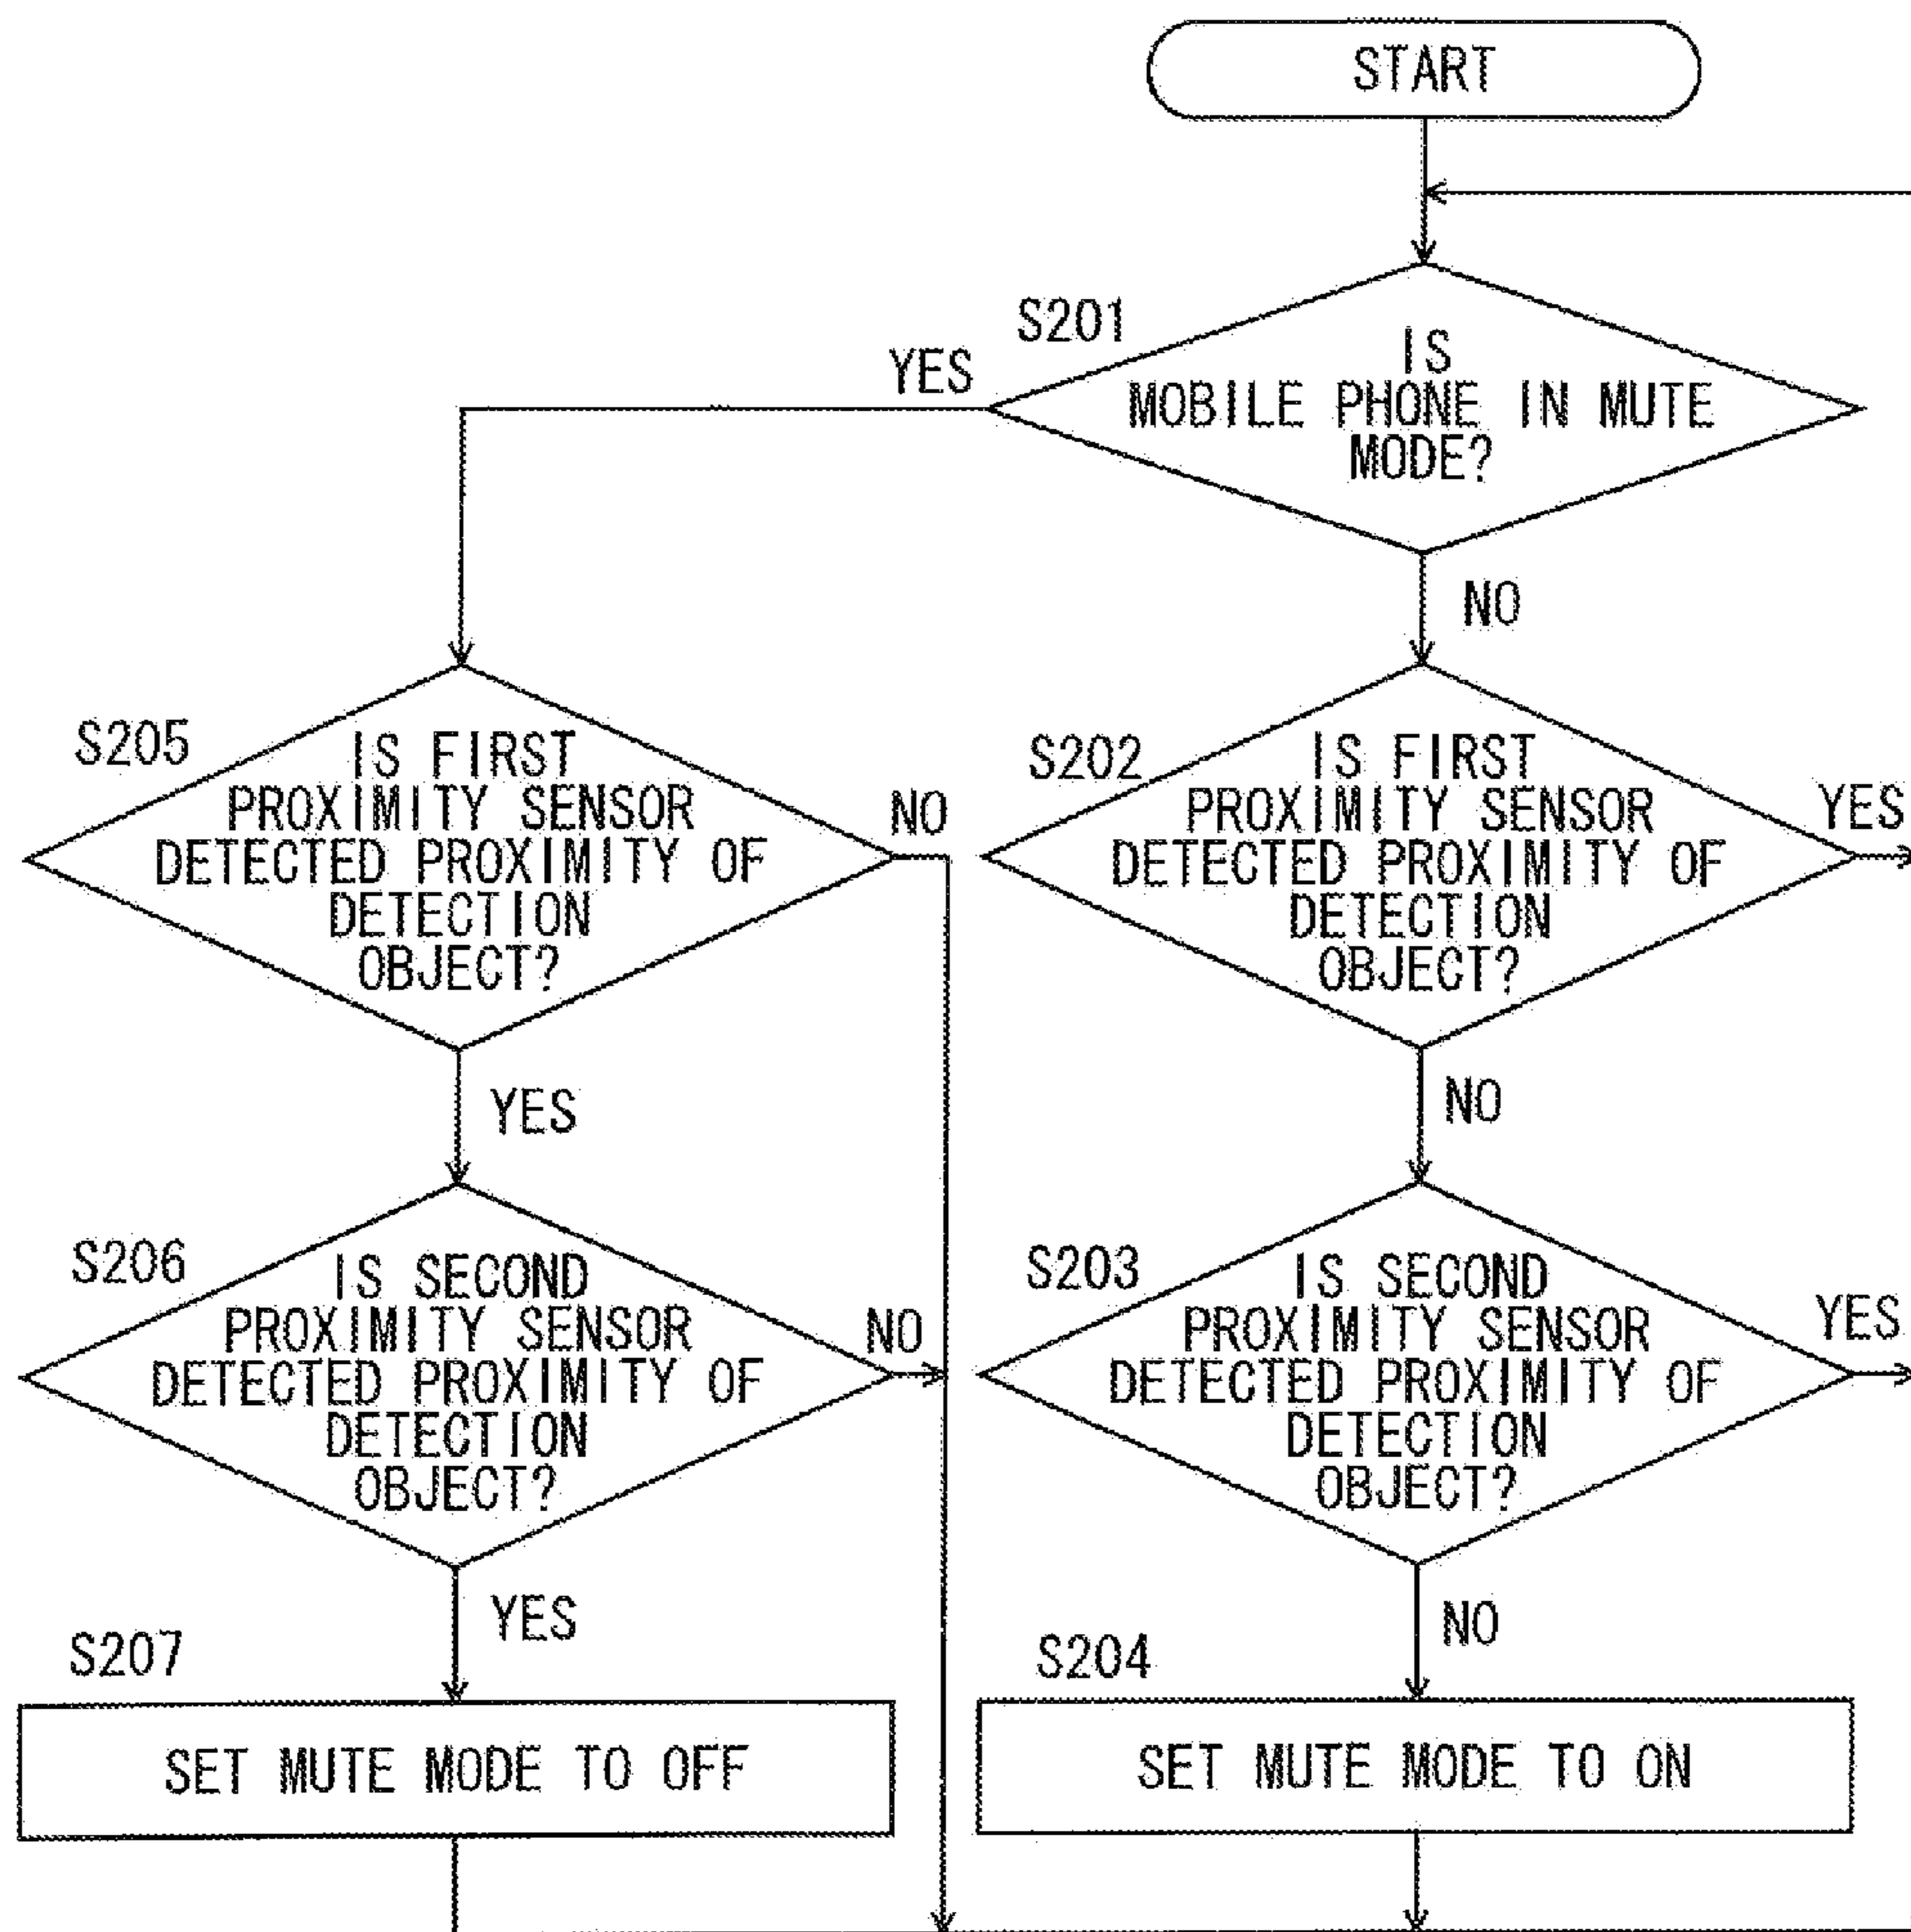 START
S201
YES
IS
MOBILE PHONE IN MUTE
MODE?
NO
S205
IS FIRST
PROXIMITY SENSOR
DETECTED PROXIMITY OF
DETECTION
OBJECT?
NO
S202
IS FIRST
PROXIMITY SENSOR
DETECTED PROXIMITY OF
DETECTION
OBJECT?
YES
YES
NO
S206
IS SECOND
PROXIMITY SENSOR
DETECTED PROXIMITY OF
DETECTION
OBJECT?
NO
S203
IS SECOND
PROXIMITY SENSOR
DETECTED PROXIMITY OF
DETECTION
OBJECT?
YES
YES
NO
S207
SET MUTE MODE TO OFF
S204
SET MUTE MODE TO ON